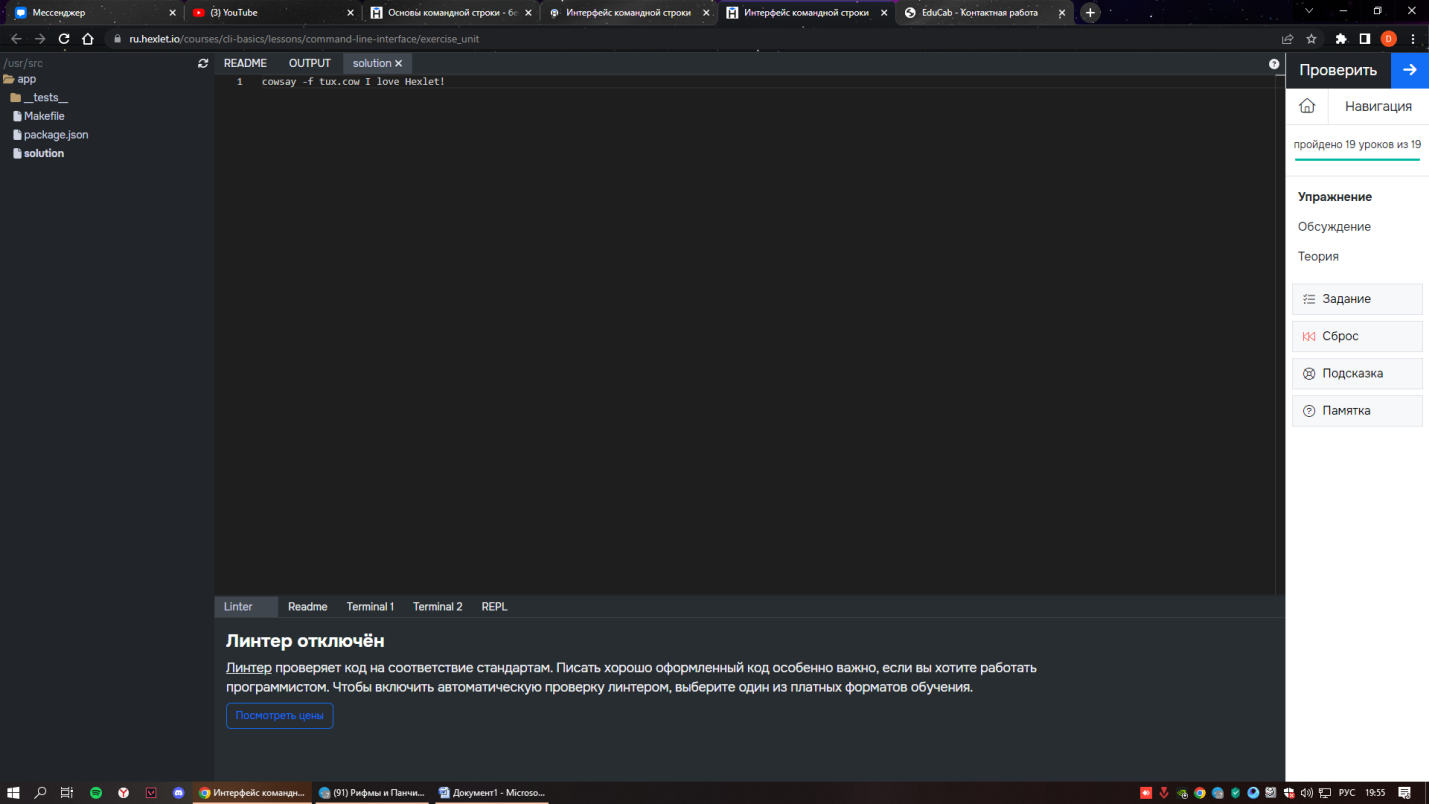 Мессенджер
(3) YouTube
Основы командной строки - бе
Интерфейс командной строки
Интерфейс командной строки
EduCab - Контактная работа
ru.hexlet.io/courses/cli-basics/lessons/command-line-interface/exercise_unit
D
/usr/src
app
__tests__
Makefile
package.json
solution
README OUTPUT solution
1 cowsay -f tux.cow I love Hexlet!
Проверить
Навигация
пройдено 19 уроков из 19
Упражнение
Обсуждение
Теория
Задание
Сброс
Подсказка
Памятка
Linter Readme Terminal 1 Terminal 2 REPL
Линтер отключён
Линтер проверяет код на соответствие стандартам. Писать хорошо оформленный код особенно важно, если вы хотите работать
программистом. Чтобы включить автоматическую проверку линтером, выберите один из платных форматов обучения.
Посмотреть цены
Интерфейс командн...
(91) Рифмы и Панчи...
Документ1 - Microso...
РУС 19:55